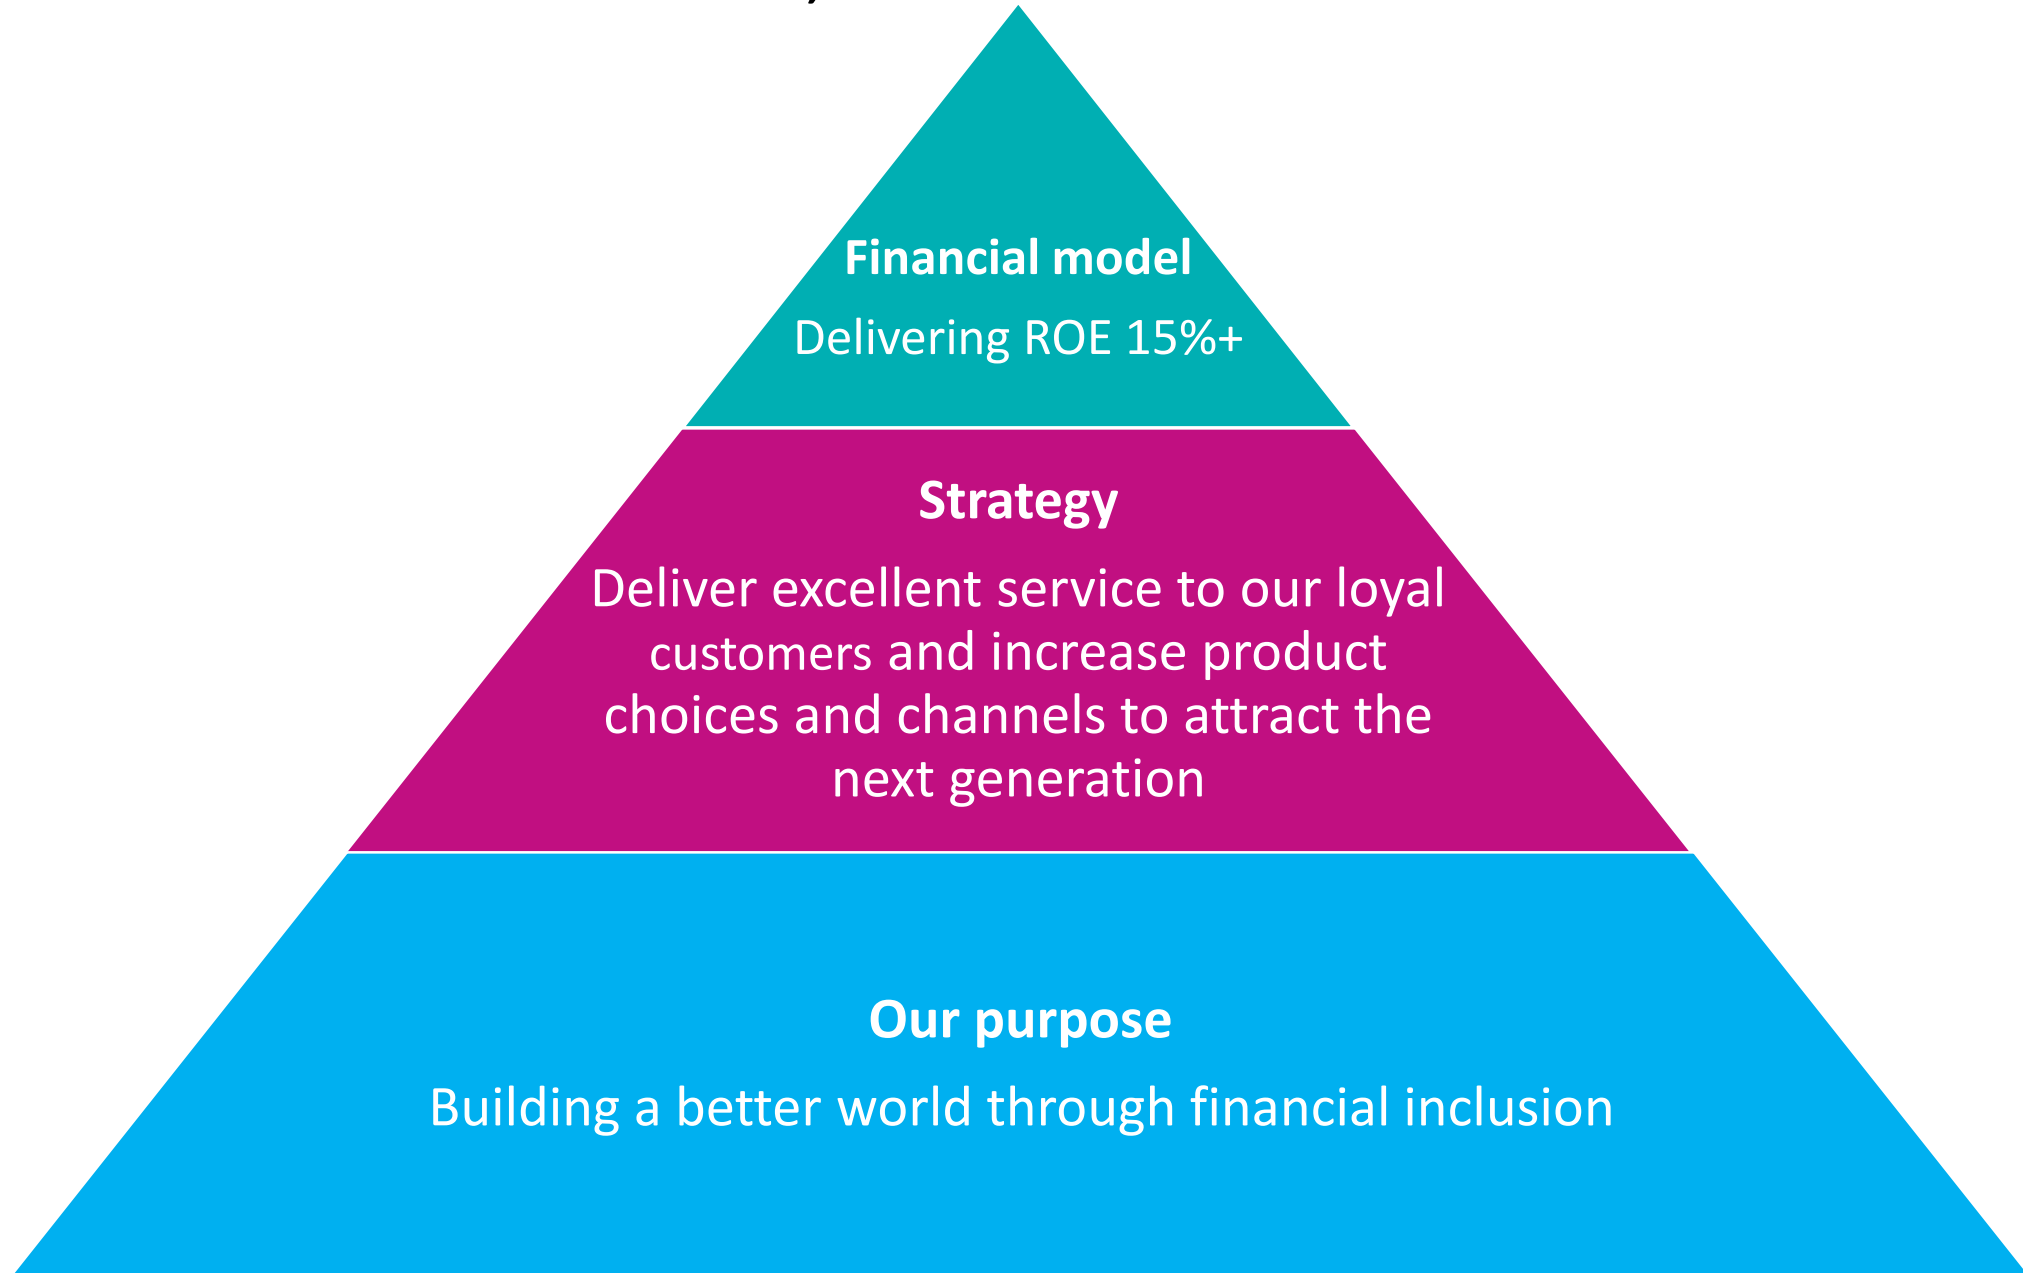 Financial model
Delivering ROE 15%+
Strategy
Deliver excellent service to our loyal
customers and increase product
choices and channels to attract the
next generation
Our purpose
Building a better world through financial inclusion